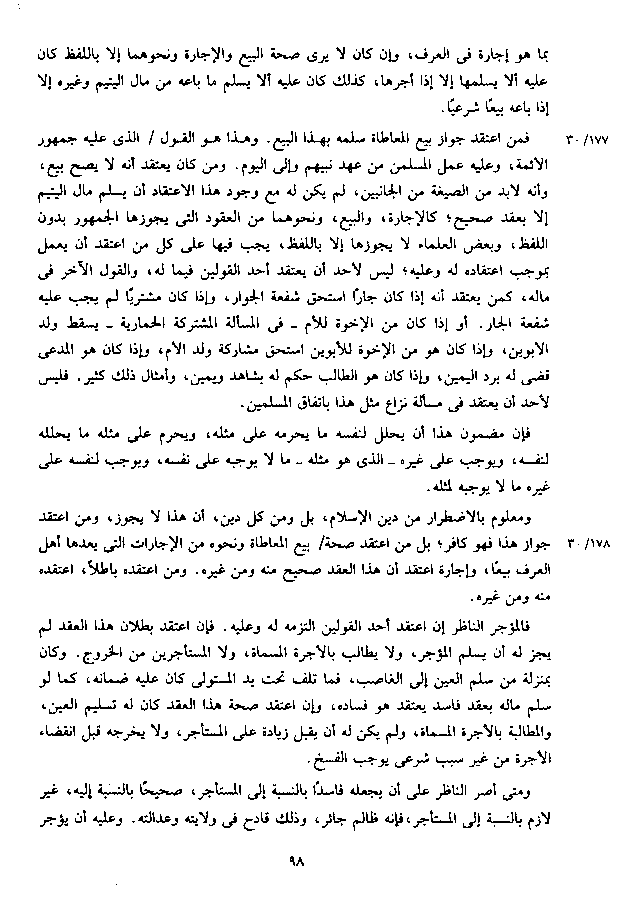 بما هو إجارة فى العرف، وإن كان لا يرى صحة البيع والإجارة ونحوهما إلا باللفظ كان
عليه ألا يسلمها إلا إذا أجرها، كذلك كان عليه ألا يسلم ما باعه من مال اليتيم وغيره إلا
إذا باعه بيعًا شرعيًا.
٣٠/١٧٧ فمن اعتقد جواز بيع المعاطاة سلمه بهذا البيع. وهذا هو القول / الذى عليه جمهور
الأئمة، وعليه عمل المسلمين من عهد نبيهم وإلى اليوم. ومن كان يعتقد أنه لا يصح بيع،
وأنه لابد من الصيغة من الجانبين، لم يكن له مع وجود هذا الاعتقاد أن يسلم مال اليتيم
إلا بعقد صحيح؛ كالإجارة، والبيع، ونحوهما من العقود التى يجوزها الجمهور بدون
اللفظ، وبعض العلماء لا يجوزها إلا باللفظ، يجب فيها على كل من اعتقد أن يعمل
بموجب اعتقاده له وعليه؛ ليس لأحد أن يعتقد أحد القولين فيما له، والقول الآخر فى
ماله، كمن يعتقد أنه إذا كان جارًا استحق شفعة الجوار، وإذا كان مشتريًا لم يجب عليه
شفعة الجار. أو إذا كان من الإخوة للأم ـ فى المسألة المشتركة الحمارية ـ يسقط ولد
الأبوين، وإذا كان هو من الإخوة للأبوين استحق مشاركة ولد الأم، وإذا كان هو المدعى
قضى له برد اليمين، وإذا كان هو الطالب حكم له بشاهد ويمين، وأمثال ذلك كثير. فليس
لأحد أن يعتقد فى مسألة نزاع مثل هذا باتفاق المسلمين.
فإن مضمون هذا أن يحلل لنفسه ما يحرمه على مثله، ويحرم على مثله ما يحلله
لنفسه، ويوجب على غيره ـ الذى هو مثله ـ ما لا يوجبه على نفسه، ويوجب لنفسه على
غيره ما لا يوجبه لمثله.
ومعلوم بالاضطرار من دين الإسلام، بل ومن كل دين، أن هذا لا يجوز، ومن اعتقد
٣٠/١٧٨ جواز هذا فهو كافر؛ بل من اعتقد صحة/ بيع المعاطاة ونحوه من الإجارات التى يعدها أهل
العرف بيعًا، وإجارة اعتقد أن هذا العقد صحيح منه ومن غيره. ومن اعتقده باطلاً، اعتقده
منه ومن غيره.
فالمؤجر الناظر إن اعتقد أحد القولين التزمه له وعليه. فإن اعتقد بطلان هذا العقد لم
يجز له أن يسلم المؤجر، ولا يطالب بالأجرة المسماة، ولا المستأجرين من الخروج. وكان
بمنزلة من سلم العين إلى الغاصب، فما تلف تحت يد المستولى كان عليه ضمانه، كما لو
سلم ماله بعقد فاسد يعتقد هو فساده، وإن اعتقد صحة هذا العقد كان له تسليم العين،
والمطالبة بالأجرة المسماة، ولم يكن له أن يقبل زيادة على المستأجر، ولا يخرجه قبل انقضاء
الأجرة من غير سبب شرعى يوجب الفسخ.
ومتى أصر الناظر على أن يجعله فاسدًا بالنسبة إلى المستأجر، صحيحًا بالنسبة إليه، غير
لازم بالنسبة إلى المستأجر، فإنه ظالم جائر، وذلك قادح فى ولايته وعدالته. وعليه أن يؤجر
٩٨